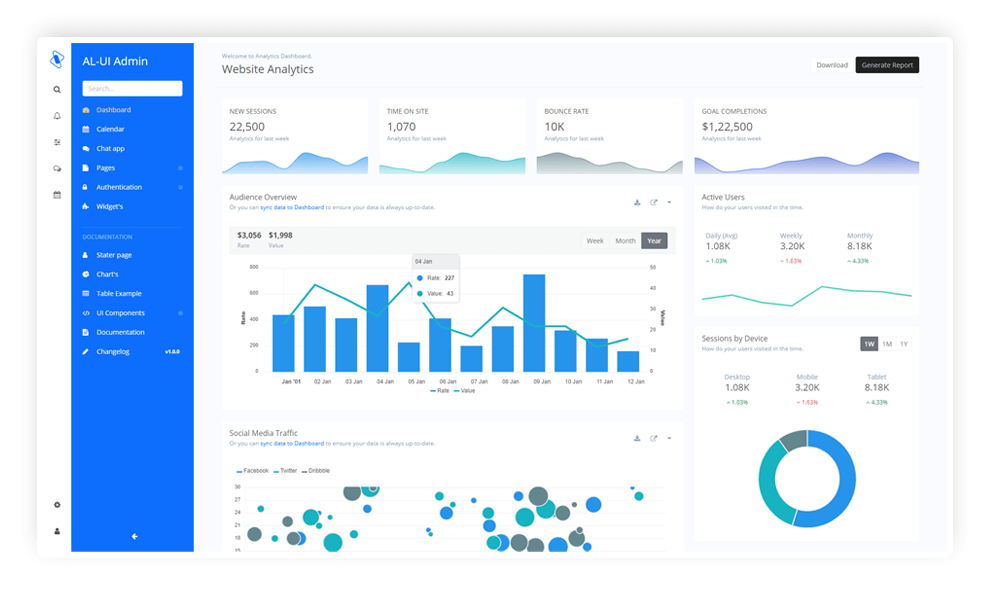 AL-UI Admin
Search...
Dashboard
Calendar
Chat app
Pages
Authentication
Widget's
DOCUMENTATION
Stater page
Chart's
Table Example
UI Components
Documentation
Changelog v1.0.0
Welcome to Analytics Dashboard.
Website Analytics
Download Generate Report
NEW SESSIONS
22,500
Analytics for last week
TIME ON SITE
1,070
Analytics for last week
BOUNCE RATE
10K
Analytics for last week
GOAL COMPLETIONS
$1,22,500
Analytics for last week
Audience Overview
Or you can sync data to Dashboard to ensure your data is always up-to-date.
$3,056 $1,998
Rate Value
Week Month Year
04 Jan
Rate: 227
Value: 43
800
600
400
200
0
Rate
50
40
30
20
10
0
Value
Jan '01 02 Jan 03 Jan 04 Jan 05 Jan 06 Jan 07 Jan 08 Jan 09 Jan 10 Jan 11 Jan 12 Jan
Rate Value
Active Users
How do your users visited in the time.
Daily (Avg) Weekly Monthly
1.08K 3.20K 8.18K
1.03% 1.63% 4.33%
Sessions by Device
How do your users visited in the time.
1W 1M 1Y
Desktop Mobile Tablet
1.08K 3.20K 8.18K
1.03% 1.63% 4.33%
Social Media Traffic
Or you can sync data to Dashboard to ensure your data is always up-to-date.
Facebook Twitter Dribbble
30
27
24
21
18
15